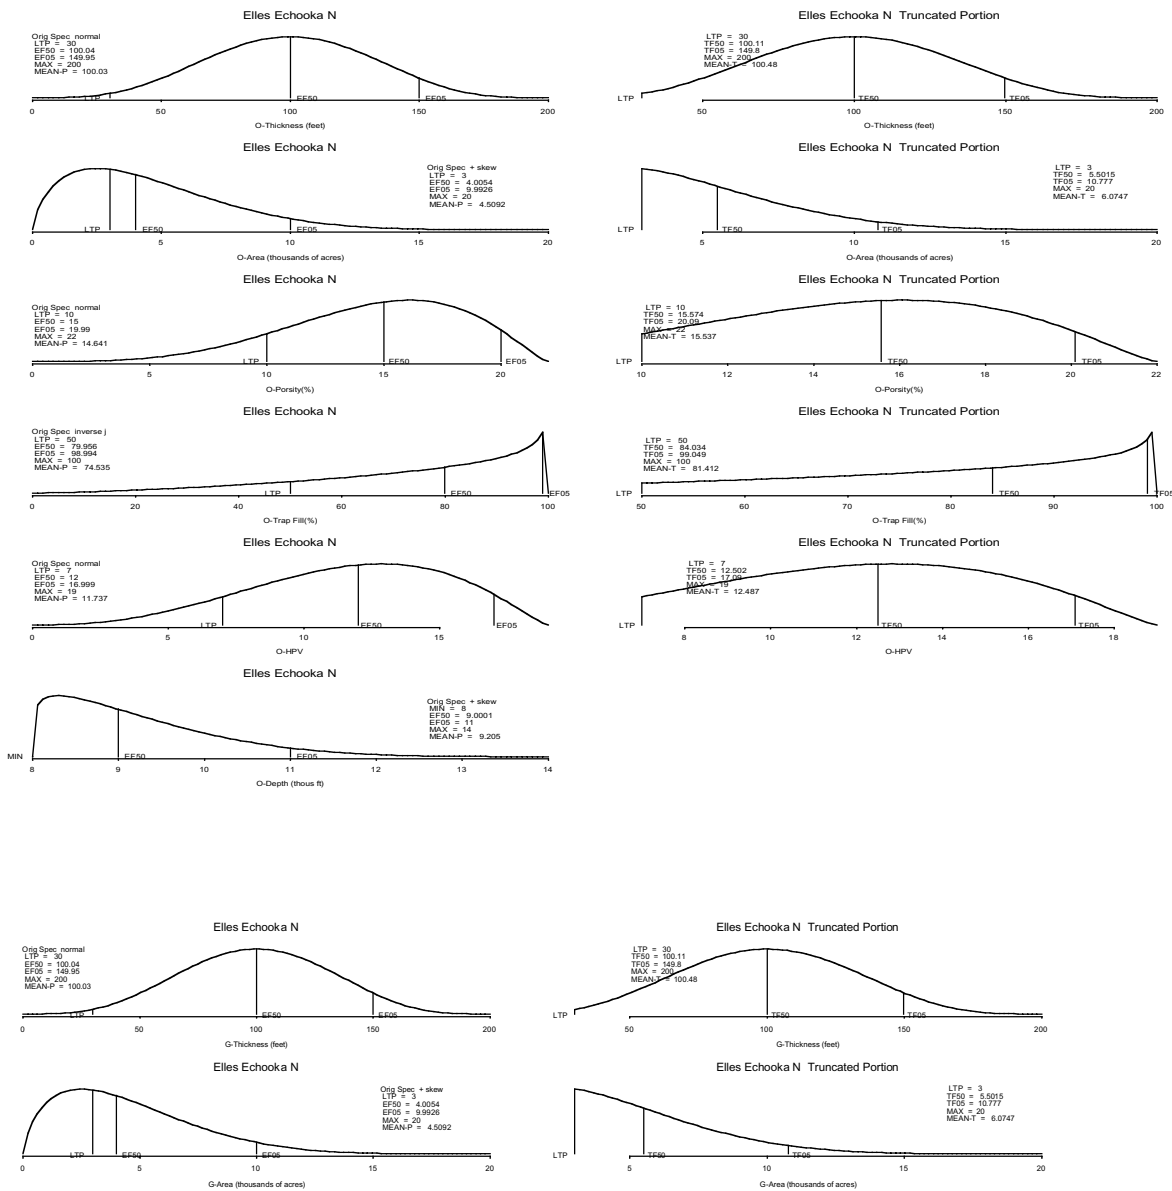 Elles Echooka N
Orig Spec normal
LTP = 30
EF50 = 100.04
EF05 = 149.95
MAX = 200
MEAN-P = 100.03
LTP EF50 EF05
0 50 100 150 200
O-Thickness (feet)
Elles Echooka N Truncated Portion
LTP = 30
TF50 = 100.11
TF05 = 149.8
MAX = 200
MEAN-T = 100.48
LTP TF50 TF05
50 100 150 200
O-Thickness (feet)
Elles Echooka N
Orig Spec + skew
LTP = 3
EF50 = 4.0054
EF05 = 9.9926
MAX = 20
MEAN-P = 4.5092
LTP EF50 EF05
0 5 10 15 20
O-Area (thousands of acres)
Elles Echooka N Truncated Portion
LTP = 3
TF50 = 5.5015
TF05 = 10.777
MAX = 20
MEAN-T = 6.0747
LTP TF50 TF05
5 10 15 20
O-Area (thousands of acres)
Elles Echooka N
Orig Spec normal
LTP = 10
EF50 = 15
EF05 = 19.99
MAX = 22
MEAN-P = 14.641
LTP EF50 EF05
0 5 10 15 20
O-Porsity(%)
Elles Echooka N Truncated Portion
LTP = 10
TF50 = 15.574
TF05 = 20.09
MAX = 22
MEAN-T = 15.537
LTP TF50 TF05
10 12 14 16 18 20 22
O-Porsity(%)
Elles Echooka N
Orig Spec inverse j
LTP = 50
EF50 = 79.956
EF05 = 98.994
MAX = 100
MEAN-P = 74.535
LTP EF50 EF05
0 20 40 60 80 100
O-Trap Fill(%)
Elles Echooka N Truncated Portion
LTP = 50
TF50 = 84.034
TF05 = 99.049
MAX = 100
MEAN-T = 81.412
LTP TF50 TF05
50 60 70 80 90 100
O-Trap Fill(%)
Elles Echooka N
Orig Spec normal
LTP = 7
EF50 = 12
EF05 = 16.999
MAX = 19
MEAN-P = 11.737
LTP EF50 EF05
0 5 10 15
O-HPV
Elles Echooka N Truncated Portion
LTP = 7
TF50 = 12.502
TF05 = 17.09
MAX = 19
MEAN-T = 12.487
LTP TF50 TF05
8 10 12 14 16 18
O-HPV
Elles Echooka N
Orig Spec + skew
MIN = 8
EF50 = 9.0001
EF05 = 11
MAX = 14
MEAN-P = 9.205
MIN EF50 EF05
8 9 10 11 12 13 14
O-Depth (thous ft)
Elles Echooka N
Orig Spec normal
LTP = 30
EF50 = 100.04
EF05 = 149.95
MAX = 200
MEAN-P = 100.03
LTP EF50 EF05
0 50 100 150 200
G-Thickness (feet)
Elles Echooka N Truncated Portion
LTP = 30
TF50 = 100.11
TF05 = 149.8
MAX = 200
MEAN-T = 100.48
LTP TF50 TF05
50 100 150 200
G-Thickness (feet)
Elles Echooka N
Orig Spec + skew
LTP = 3
EF50 = 4.0054
EF05 = 9.9926
MAX = 20
MEAN-P = 4.5092
LTP EF50 EF05
0 5 10 15 20
G-Area (thousands of acres)
Elles Echooka N Truncated Portion
LTP = 3
TF50 = 5.5015
TF05 = 10.777
MAX = 20
MEAN-T = 6.0747
LTP TF50 TF05
5 10 15 20
G-Area (thousands of acres)